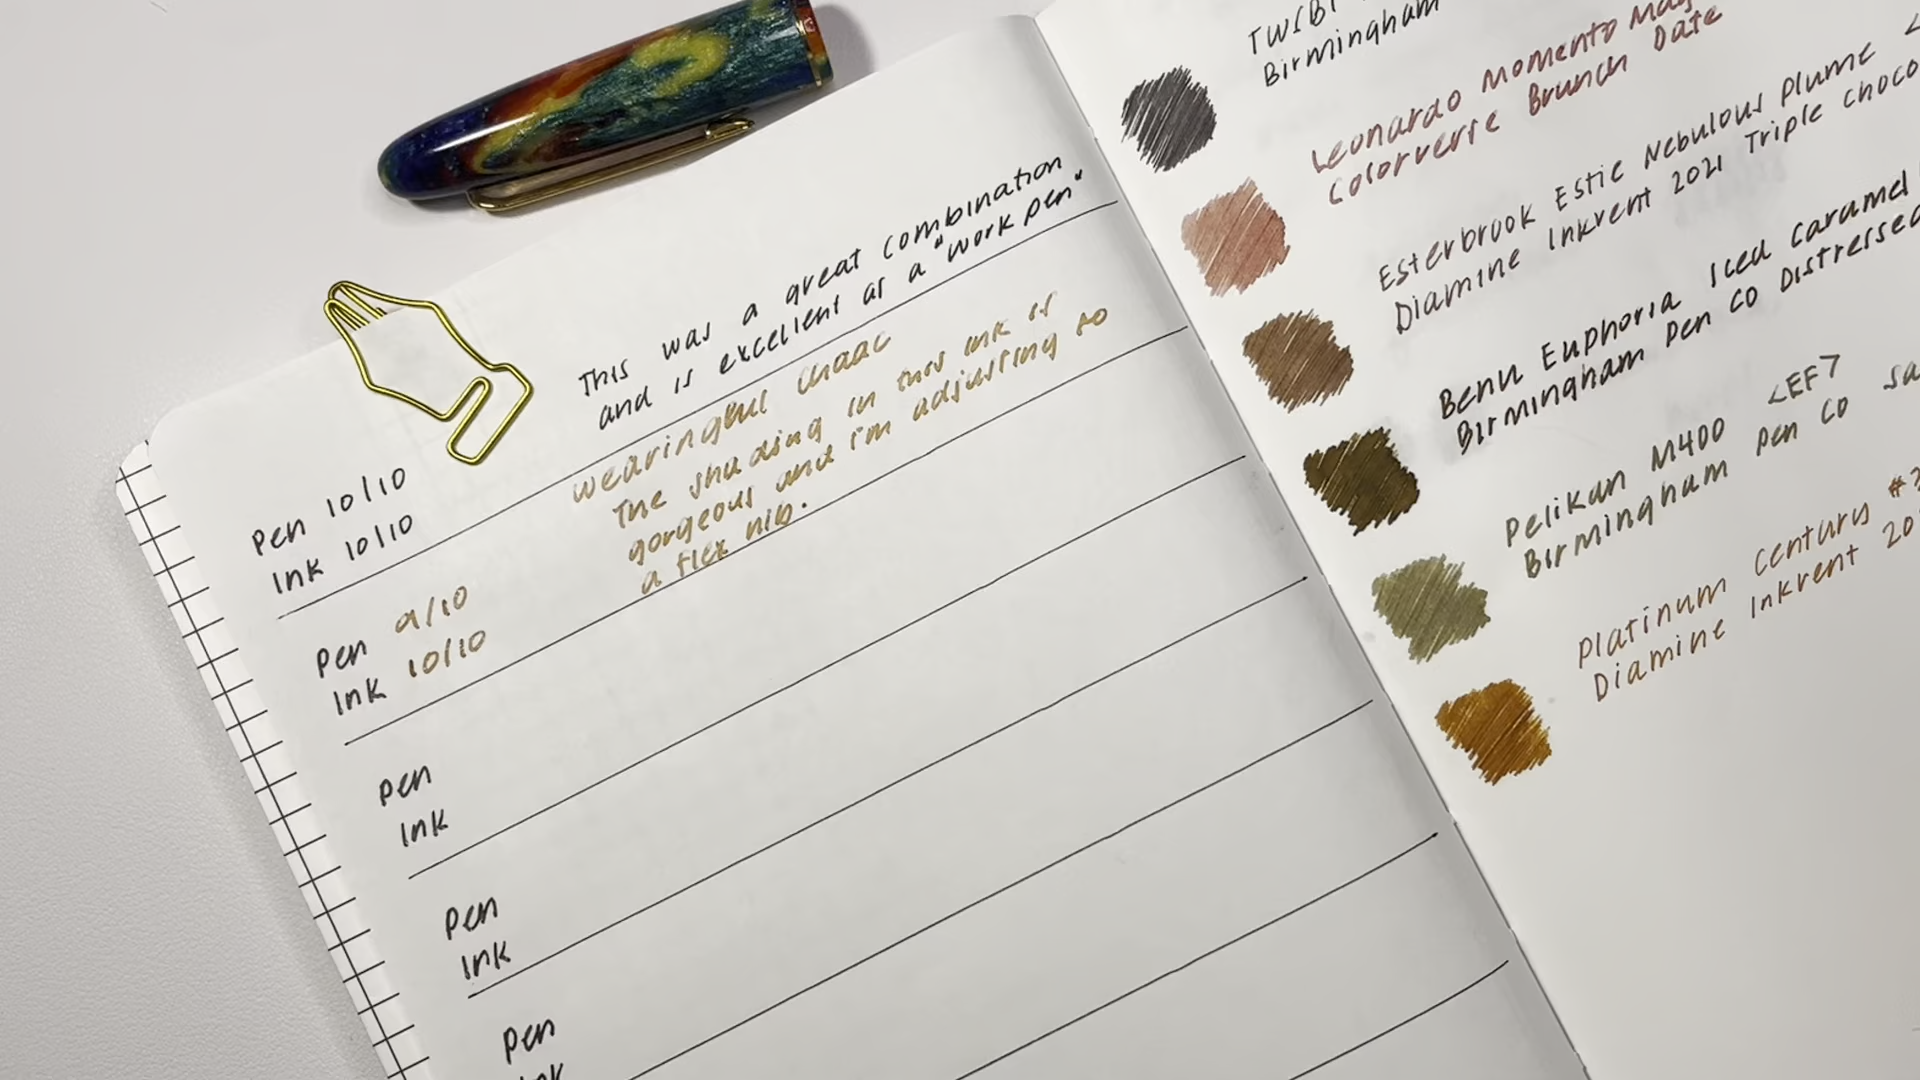 This was a great combination
and is excellent as a "work pen"
Pen 10/10
Ink 10/10
The shading in this ink is
gorgeous and i'm adjusting to
a flex nib.
Pen 9/10
Ink 10/10
Pen
Ink
Pen
Ink
Pen
Ink
TWSBI
Birmingham
Leonardo Momento
Colorverse Brunch Date
Esterbrook Estie Nebulous Plume <
Diamine Inkvent 2021 Triple
Benu Euphoria Iced Caramel
Birmingham Pen Co Distressed
Pelikan M400 <EF>
Birmingham Pen Co
Platinum Century #3
Diamine Inkvent